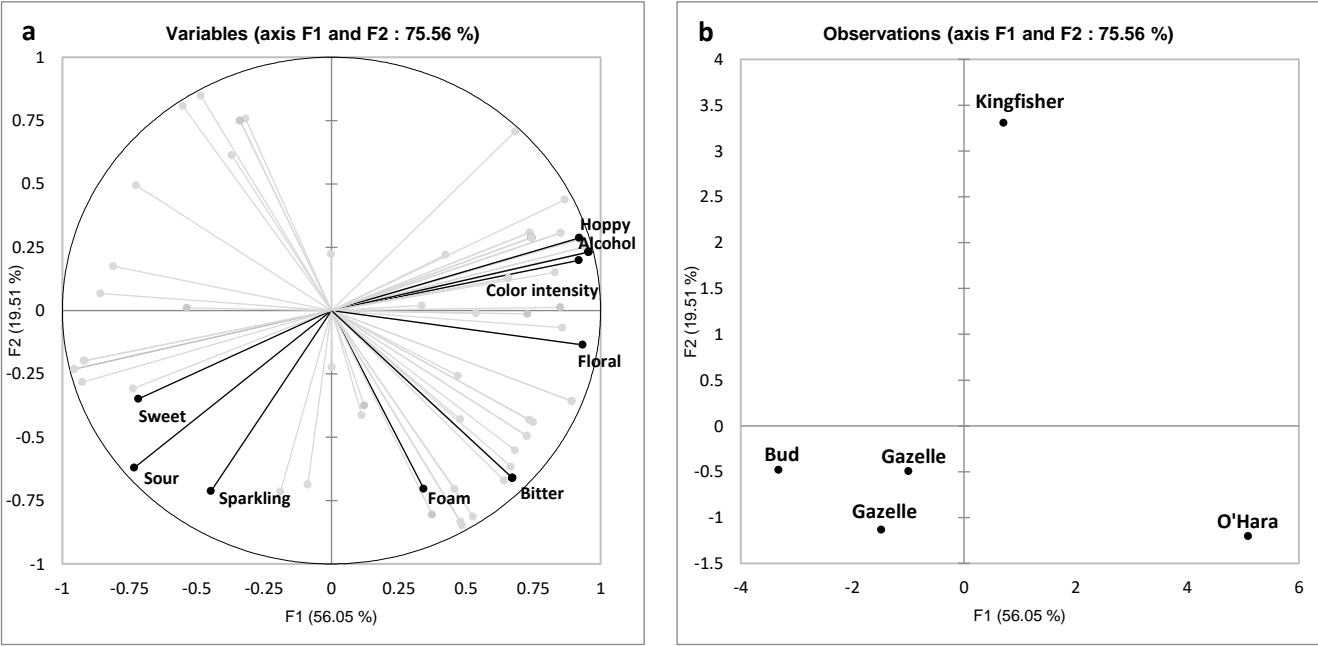 a
Variables (axis F1 and F2 : 75.56 %)
1
0.75
0.5
0.25
0
-0.25
-0.5
-0.75
-1
F2 (19.51 %)
Hoppy
Alcohol
Color intensity
Floral
Sweet
Sour
Sparkling
Foam
Bitter
-1 -0.75 -0.5 -0.25 0 0.25 0.5 0.75 1
F1 (56.05 %)
b
Observations (axis F1 and F2 : 75.56 %)
4
3.5
3
2.5
2
1.5
1
0.5
0
-0.5
-1
-1.5
F2 (19.51 %)
Kingfisher
Bud
Gazelle
Gazelle
O'Hara
-4 -2 0 2 4 6
F1 (56.05 %)